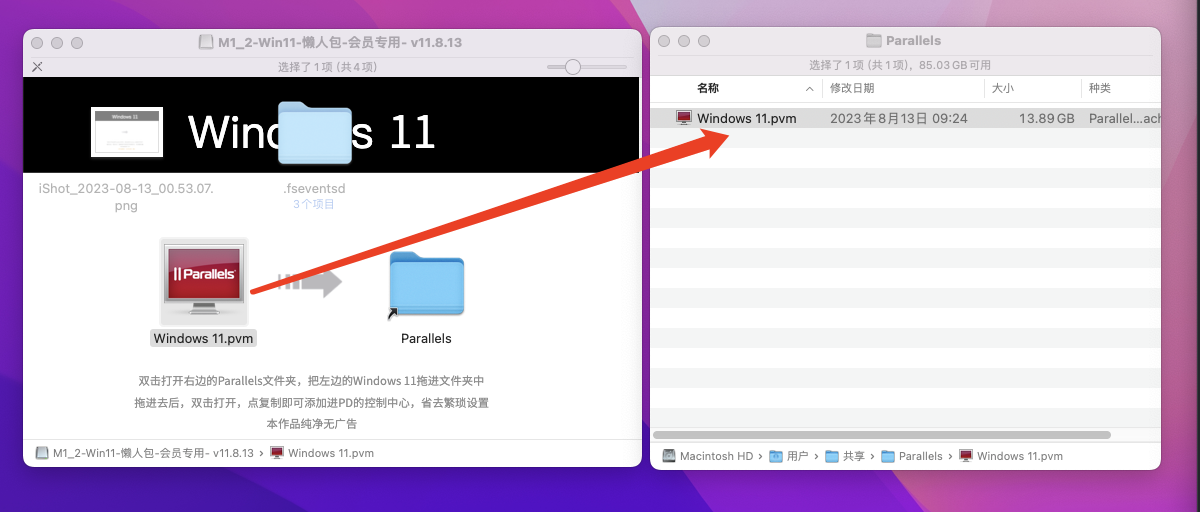 M1_2-Win11-懒人包-会员专用- v11.8.13
选择了 1 项 (共 4 项)
Windows 11
Windows 11
iShot_2023-08-13_00.53.07.
png
.fseventsd
3 个项目
Parallels
Windows 11.pvm
Parallels
双击打开右边的Parallels文件夹，把左边的Windows 11拖进文件夹中
拖进去后，双击打开，点复制即可添加进PD的控制中心，省去繁琐设置
本作品纯净无广告
M1_2-Win11-懒人包-会员专用- v11.8.13 › Windows 11.pvm
Parallels
选择了 1 项 (共 1 项)，85.03 GB 可用
名称 修改日期 大小 种类
Windows 11.pvm 2023年8月13日 09:24 13.89 GB Parallel...ach
Macintosh HD › 用户 › 共享 › Parallels › Windows 11.pvm